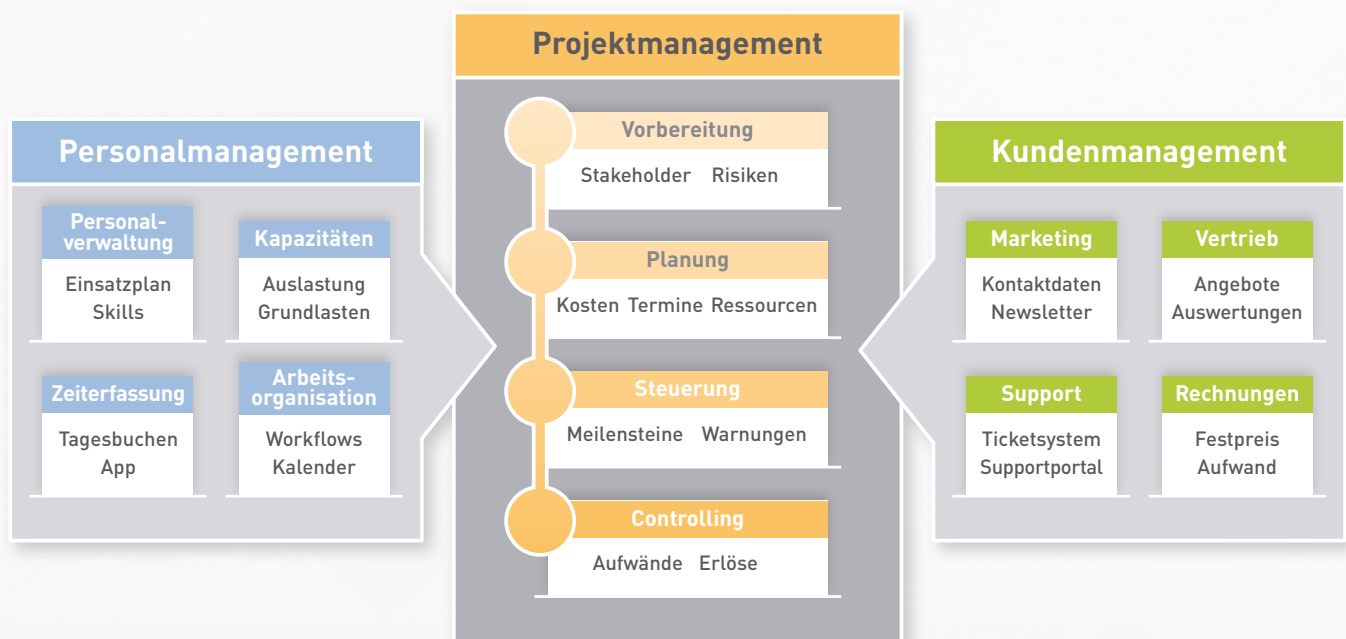 Projektmanagement
Vorbereitung
Stakeholder Risiken
Planung
Kosten Termine Ressourcen
Steuerung
Meilensteine Warnungen
Controlling
Aufwände Erlöse
Personalmanagement
Personal-
verwaltung
Einsatzplan
Skills
Kapazitäten
Auslastung
Grundlasten
Zeiterfassung
Tagesbuchen
App
Arbeits-
organisation
Workflows
Kalender
Kundenmanagement
Marketing
Kontaktdaten
Newsletter
Vertrieb
Angebote
Auswertungen
Support
Ticketsystem
Supportportal
Rechnungen
Festpreis
Aufwand